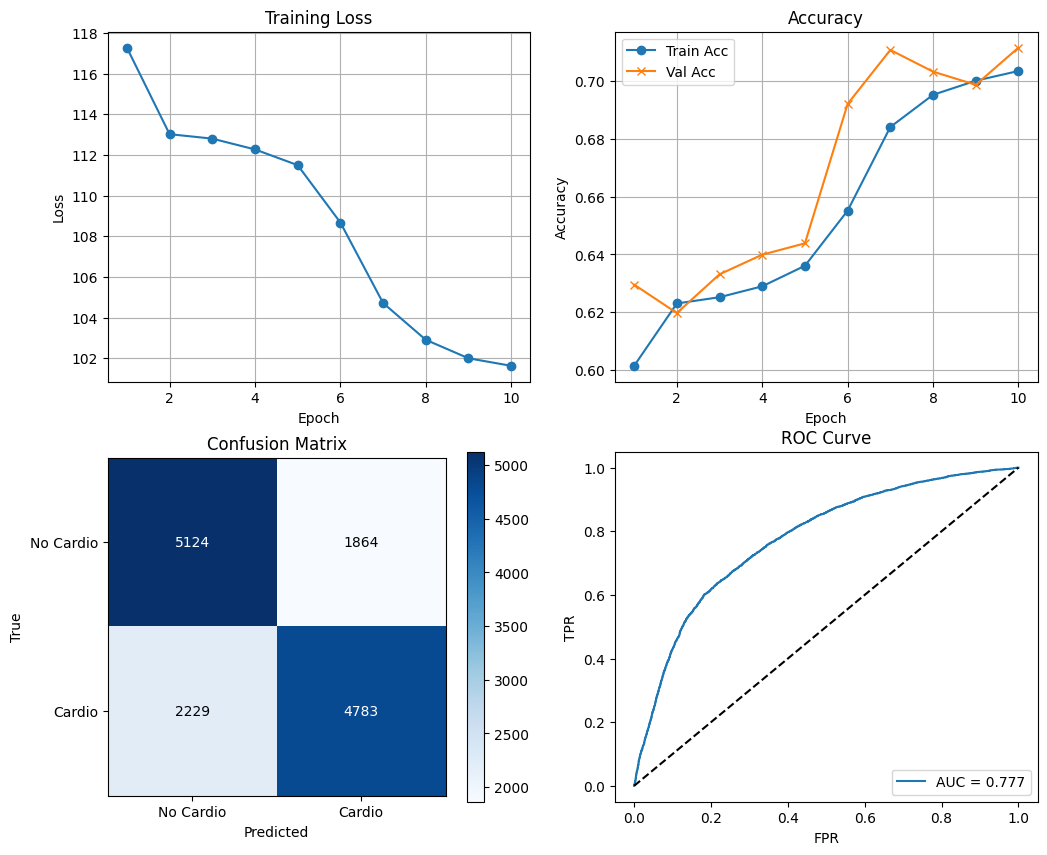 Training Loss
118
116
114
112
110
108
106
104
102
Loss
2 4 6 8 10
Epoch
Accuracy
Train Acc
Val Acc
0.70
0.68
0.66
0.64
0.62
0.60
Accuracy
2 4 6 8 10
Epoch
Confusion Matrix
No Cardio
Cardio
True
5124 1864
2229 4783
No Cardio Cardio
Predicted
5000
4500
4000
3500
3000
2500
2000
ROC Curve
1.0
0.8
0.6
0.4
0.2
0.0
TPR
AUC = 0.777
0.0 0.2 0.4 0.6 0.8 1.0
FPR